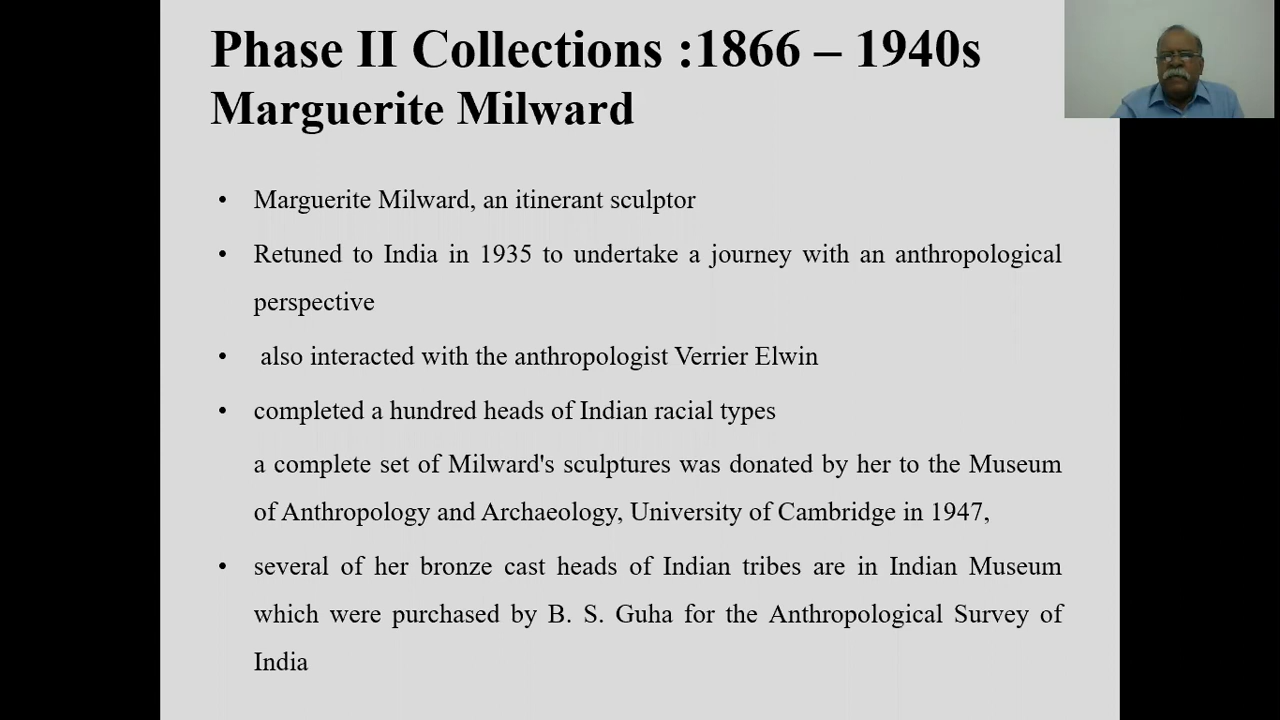 Phase II Collections :1866 – 1940s
Marguerite Milward
• Marguerite Milward, an itinerant sculptor
• Retuned to India in 1935 to undertake a journey with an anthropological
perspective
• also interacted with the anthropologist Verrier Elwin
• completed a hundred heads of Indian racial types
a complete set of Milward's sculptures was donated by her to the Museum
of Anthropology and Archaeology, University of Cambridge in 1947,
• several of her bronze cast heads of Indian tribes are in Indian Museum
which were purchased by B. S. Guha for the Anthropological Survey of
India